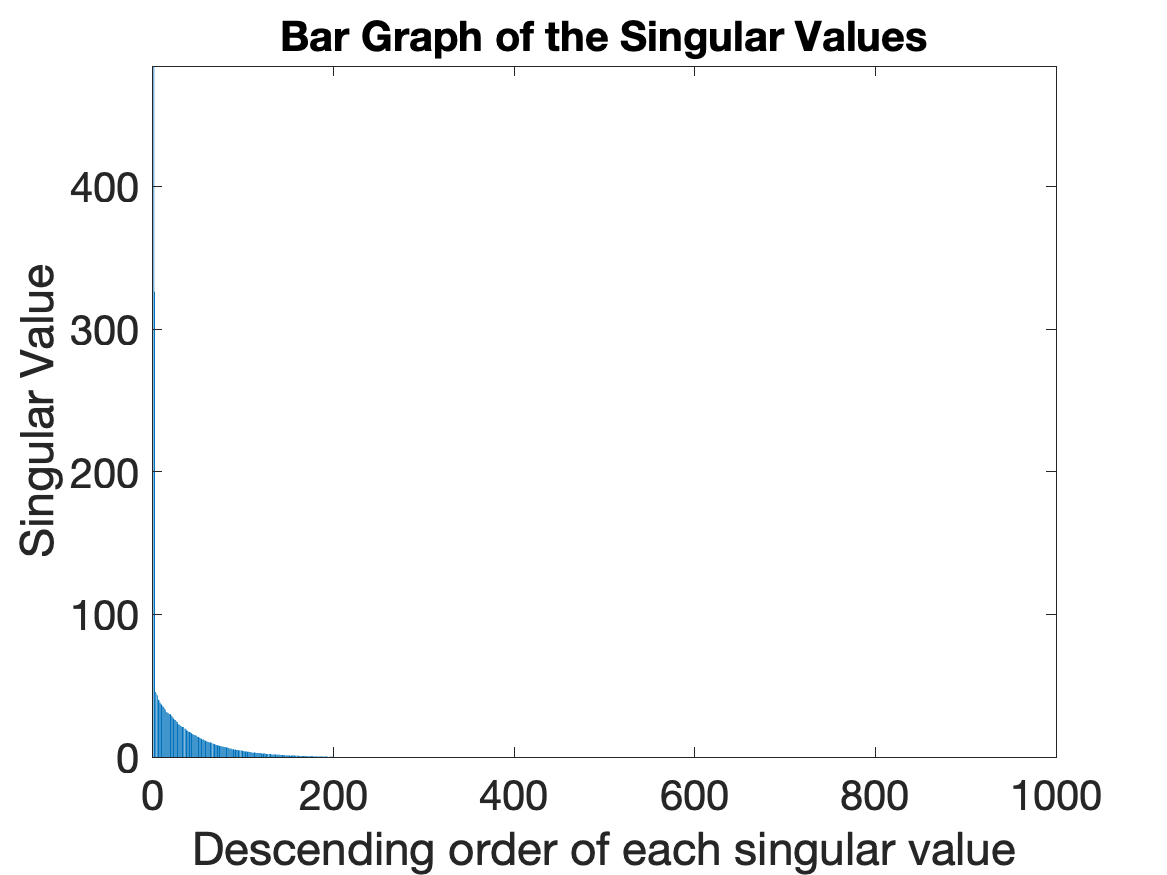 Bar Graph of the Singular Values
400
300
200
100
0
Singular Value
0 200 400 600 800 1000
Descending order of each singular value